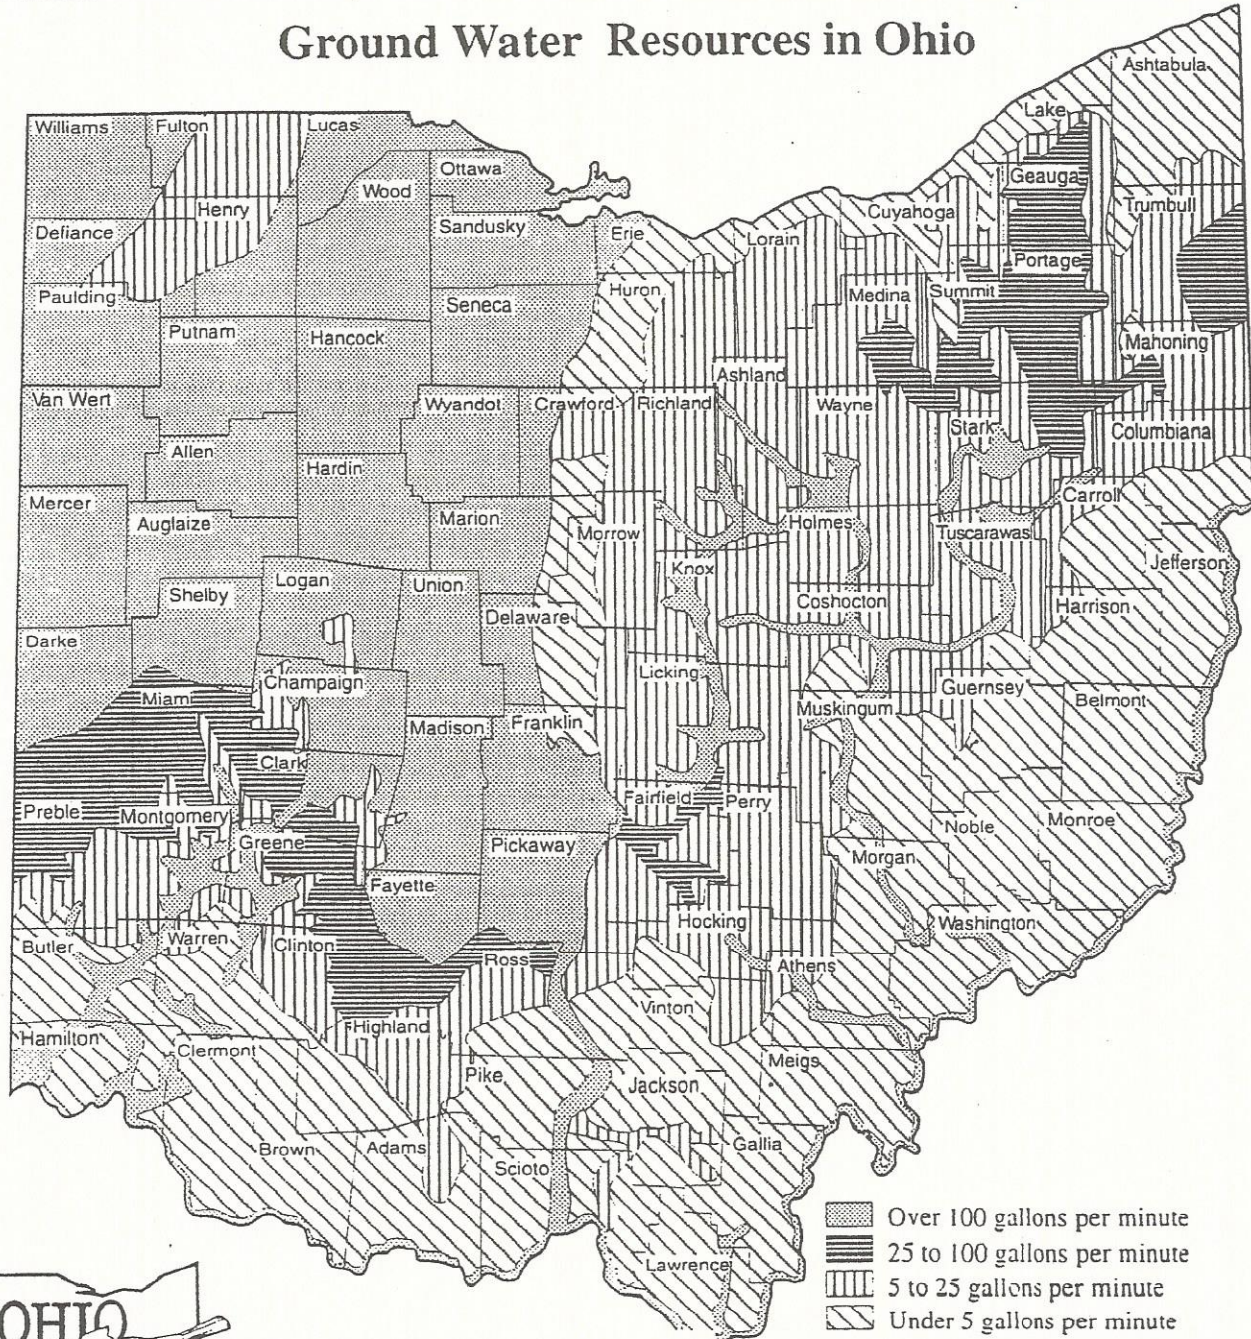 Ground Water Resources in Ohio
Ashtabula
Lake
Williams
Fulton
Lucas
Ottawa
Geauga
Wood
Henry
Trumbull
Cuyahoga
Defiance
Sandusky
Erie
Lorain
Portage
Paulding
Seneca
Huron
Medina
Summit
Putnam
Hancock
Mahoning
Ashland
Van Wert
Wyandot
Crawford
Richland
Wayne
Stark
Columbiana
Allen
Hardin
Mercer
Auglaize
Marion
Morrow
Holmes
Carroll
Tuscarawas
Jefferson
Knox
Logan
Union
Shelby
Delaware
Coshocton
Harrison
Darke
Champaign
Licking
Miami
Guernsey
Muskingum
Belmont
Madison
Franklin
Clark
Preble
Montgomery
Fairfield
Perry
Greene
Noble
Monroe
Pickaway
Morgan
Fayette
Hocking
Washington
Butler
Warren
Clinton
Ross
Athens
Vinton
Highland
Hamilton
Clermont
Meigs
Pike
Jackson
Brown
Adams
Gallia
Scioto
Lawrence
Over 100 gallons per minute
25 to 100 gallons per minute
5 to 25 gallons per minute
Under 5 gallons per minute
OHIO